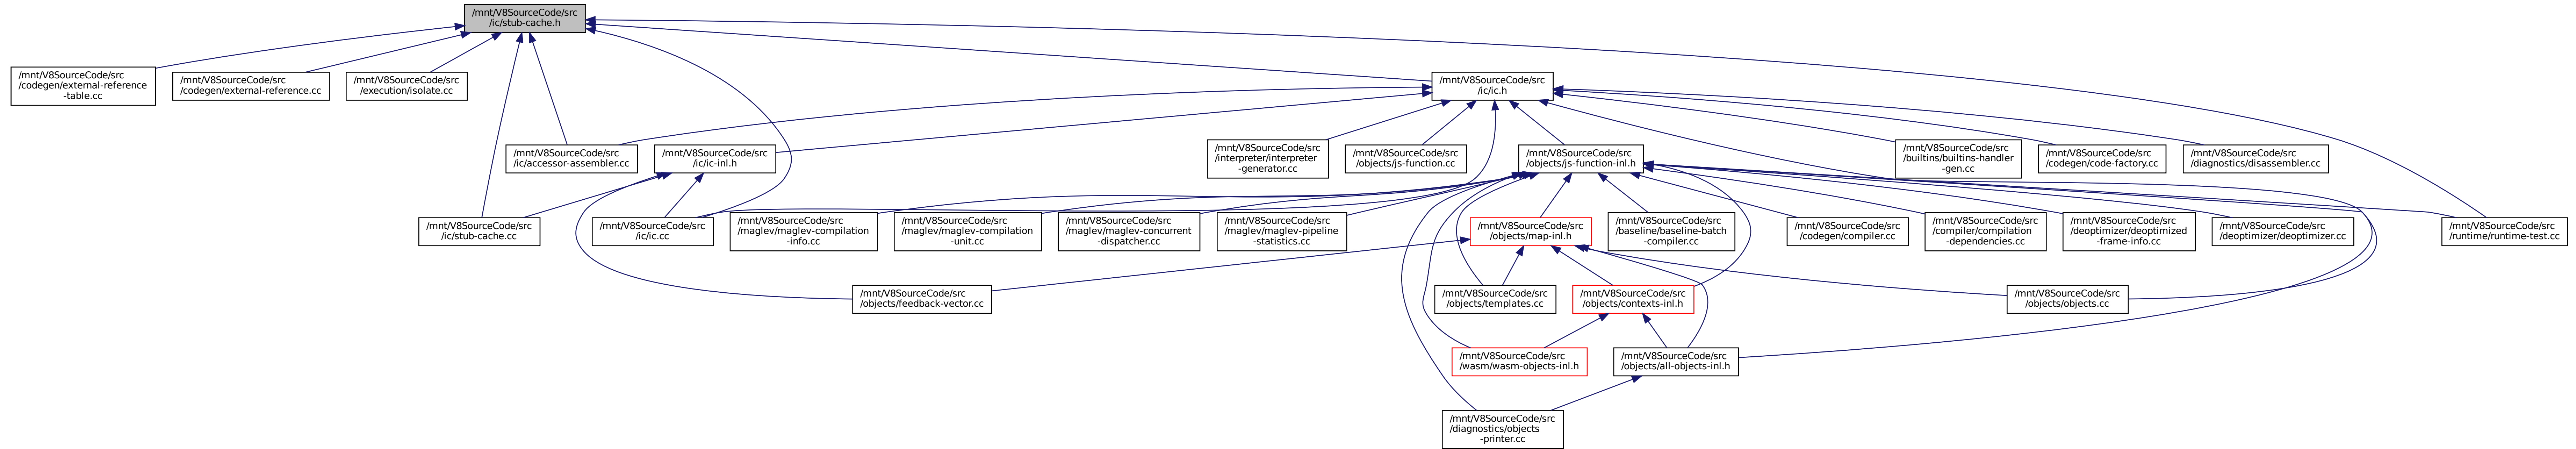 /mnt/V8SourceCode/src
/ic/stub-cache.h
/mnt/V8SourceCode/src
/codegen/external-reference
-table.cc
/mnt/V8SourceCode/src
/codegen/external-reference.cc
/mnt/V8SourceCode/src
/execution/isolate.cc
/mnt/V8SourceCode/src
/ic/ic.h
/mnt/V8SourceCode/src
/ic/accessor-assembler.cc
/mnt/V8SourceCode/src
/ic/ic-inl.h
/mnt/V8SourceCode/src
/interpreter/interpreter
-generator.cc
/mnt/V8SourceCode/src
/objects/js-function.cc
/mnt/V8SourceCode/src
/objects/js-function-inl.h
/mnt/V8SourceCode/src
/builtins/builtins-handler
-gen.cc
/mnt/V8SourceCode/src
/codegen/code-factory.cc
/mnt/V8SourceCode/src
/diagnostics/disassembler.cc
/mnt/V8SourceCode/src
/ic/stub-cache.cc
/mnt/V8SourceCode/src
/ic/ic.cc
/mnt/V8SourceCode/src
/maglev/maglev-compilation
-info.cc
/mnt/V8SourceCode/src
/maglev/maglev-compilation
-unit.cc
/mnt/V8SourceCode/src
/maglev/maglev-concurrent
-dispatcher.cc
/mnt/V8SourceCode/src
/maglev/maglev-pipeline
-statistics.cc
/mnt/V8SourceCode/src
/objects/map-inl.h
/mnt/V8SourceCode/src
/baseline/baseline-batch
-compiler.cc
/mnt/V8SourceCode/src
/codegen/compiler.cc
/mnt/V8SourceCode/src
/compiler/compilation
-dependencies.cc
/mnt/V8SourceCode/src
/deoptimizer/deoptimized
-frame-info.cc
/mnt/V8SourceCode/src
/deoptimizer/deoptimizer.cc
/mnt/V8SourceCode/src
/runtime/runtime-test.cc
/mnt/V8SourceCode/src
/objects/feedback-vector.cc
/mnt/V8SourceCode/src
/objects/templates.cc
/mnt/V8SourceCode/src
/objects/contexts-inl.h
/mnt/V8SourceCode/src
/objects/objects.cc
/mnt/V8SourceCode/src
/wasm/wasm-objects-inl.h
/mnt/V8SourceCode/src
/objects/all-objects-inl.h
/mnt/V8SourceCode/src
/diagnostics/objects
-printer.cc